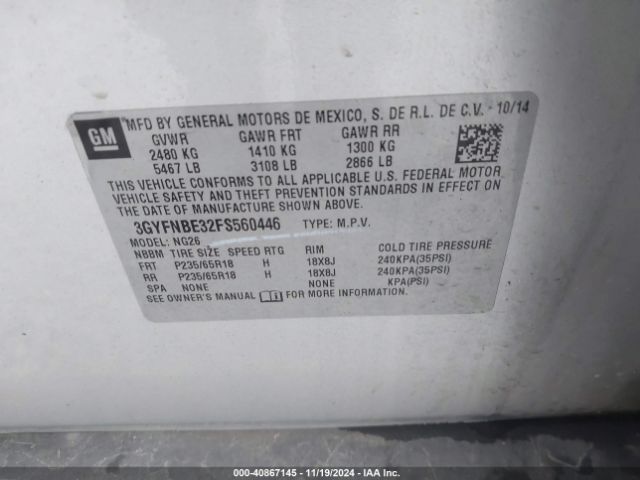 GM
MFD BY GENERAL MOTORS DE MEXICO, S. DE R.L. DE C.V. - 10/14
GVWR GAWR FRT GAWR RR
2480 KG 1410 KG 1300 KG
5467 LB 3108 LB 2866 LB
THIS VEHICLE CONFORMS TO ALL APPLICABLE U.S. FEDERAL MOTOR
VEHICLE SAFETY AND THEFT PREVENTION STANDARDS IN EFFECT ON THE
DATE OF MANUFACTURE SHOWN ABOVE.
3GYFNBE32FS560446 TYPE: M.P.V.
MODEL: NG26
NBBM TIRE SIZE SPEED RTG RIM COLD TIRE PRESSURE
FRT P235/65R18 H 18X8J 240KPA(35PSI)
RR P235/65R18 H 18X8J 240KPA(35PSI)
SPA NONE NONE KPA(PSI)
SEE OWNER'S MANUAL FOR MORE INFORMATION.
000-40867145 - 11/19/2024 - IAA Inc.